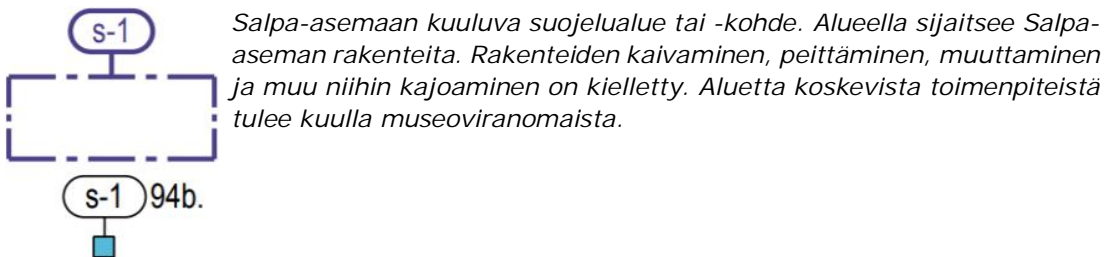 s-1
Salpa-asemaan kuuluva suojelualue tai -kohde. Alueella sijaitsee Salpa-
aseman rakenteita. Rakenteiden kaivaminen, peittäminen, muuttaminen
ja muu niihin kajoaminen on kielletty. Aluetta koskevista toimenpiteistä
tulee kuulla museoviranomaista.
s-1 94b.